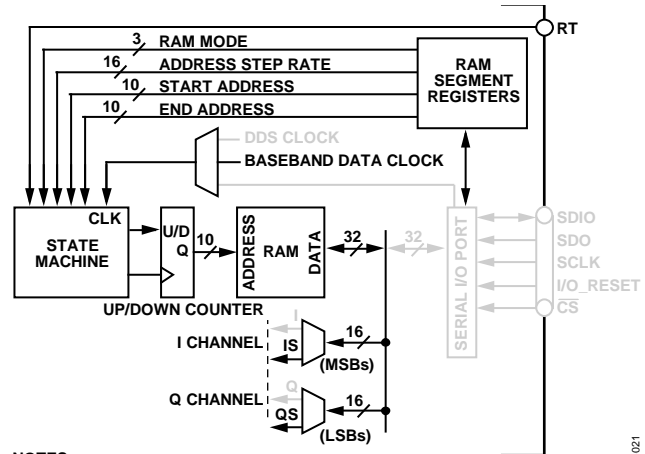 RT
3 RAM MODE
16 ADDRESS STEP RATE
10 START ADDRESS
10 END ADDRESS
RAM
SEGMENT
REGISTERS
DDS CLOCK
BASEBAND DATA CLOCK
CLK
STATE
MACHINE
U/D
Q
10
ADDRESS
RAM
DATA
32
32
SERIAL I/O PORT
SDIO
SDO
SCLK
I/O_RESET
CS
UP/DOWN COUNTER
I
I CHANNEL
IS
16
(MSBs)
Q
Q CHANNEL
QS
16
(LSBs)
021